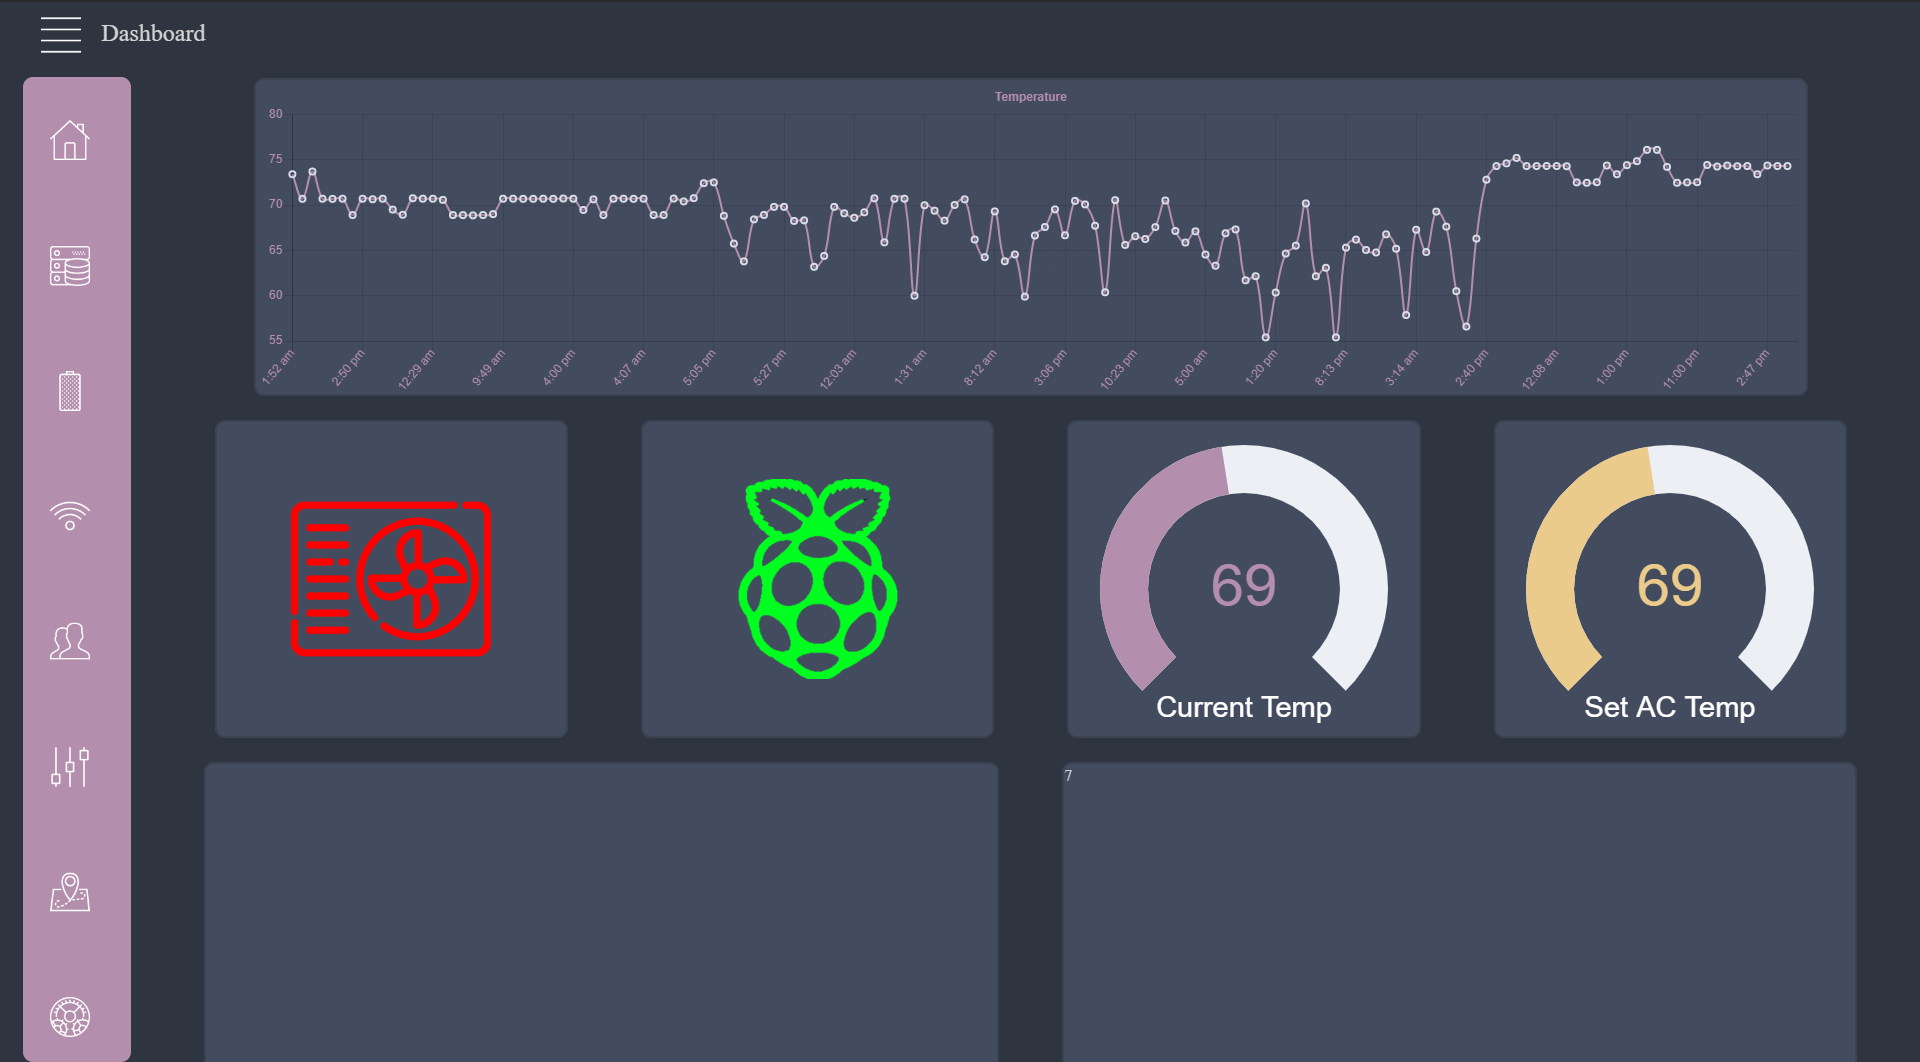 Dashboard
Temperature
80
75
70
65
60
55
1:52 am
2:50 pm
12:29 am
9:49 am
4:00 pm
4:07 am
5:05 pm
5:27 pm
12:03 am
1:31 am
8:12 am
3:06 pm
10:23 pm
5:00 am
1:20 pm
8:13 pm
3:14 am
2:40 pm
12:08 am
1:00 pm
11:00 pm
2:47 pm
69
Current Temp
69
Set AC Temp
7